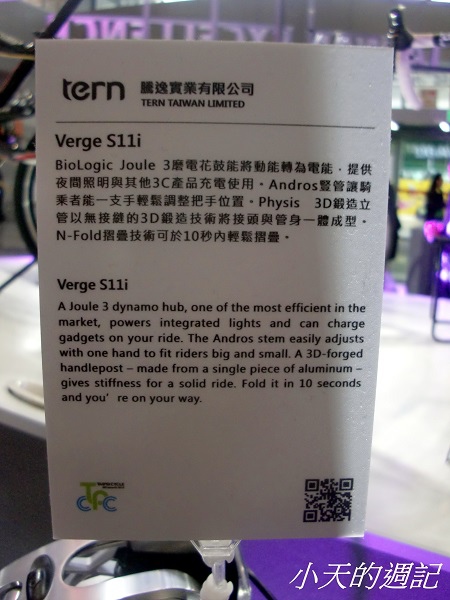 tern 騰逸實業有限公司
TERN TAIWAN LIMITED
Verge S11i
BioLogic Joule 3磨電花鼓能將動能轉為電能，提供
夜間照明與其他3C產品充電使用。Andros豎管讓騎
乘者能一支手輕鬆調整把手位置。Physis 3D鍛造立
管以無接鏈的3D鍛造技術將接頭與管身一體成型。
N-Fold摺疊技術可於10秒內輕鬆摺疊。
Verge S11i
A Joule 3 dynamo hub, one of the most efficient in the
market, powers integrated lights and can charge
gadgets on your ride. The Andros stem easily adjusts
with one hand to fit riders big and small. A 3D-forged
handlepost – made from a single piece of aluminum –
gives stiffness for a solid ride. Fold it in 10 seconds
and you' re on your way.
小天的週記